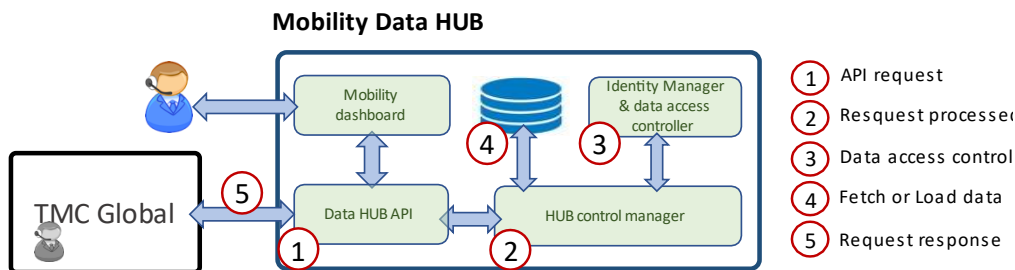 Mobility Data HUB
Mobility
dashboard
Identity Manager
& data access
controller
4
3
TMC Global
5
Data HUB API
HUB control manager
1
2
1 API request
2 Resquest processed
3 Data access control
4 Fetch or Load data
5 Request response